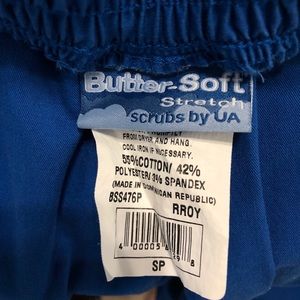 Butter-Soft
Stretch
scrubs by UA
PROMPTLY
FROM DRYER AND HANG.
COOL IRON IF NECESSARY.
55%COTTON/ 42%
POLYESTER/ 3% SPANDEX
(MADE IN DOMINICAN REPUBLIC)
BSS476P
RROY
SP